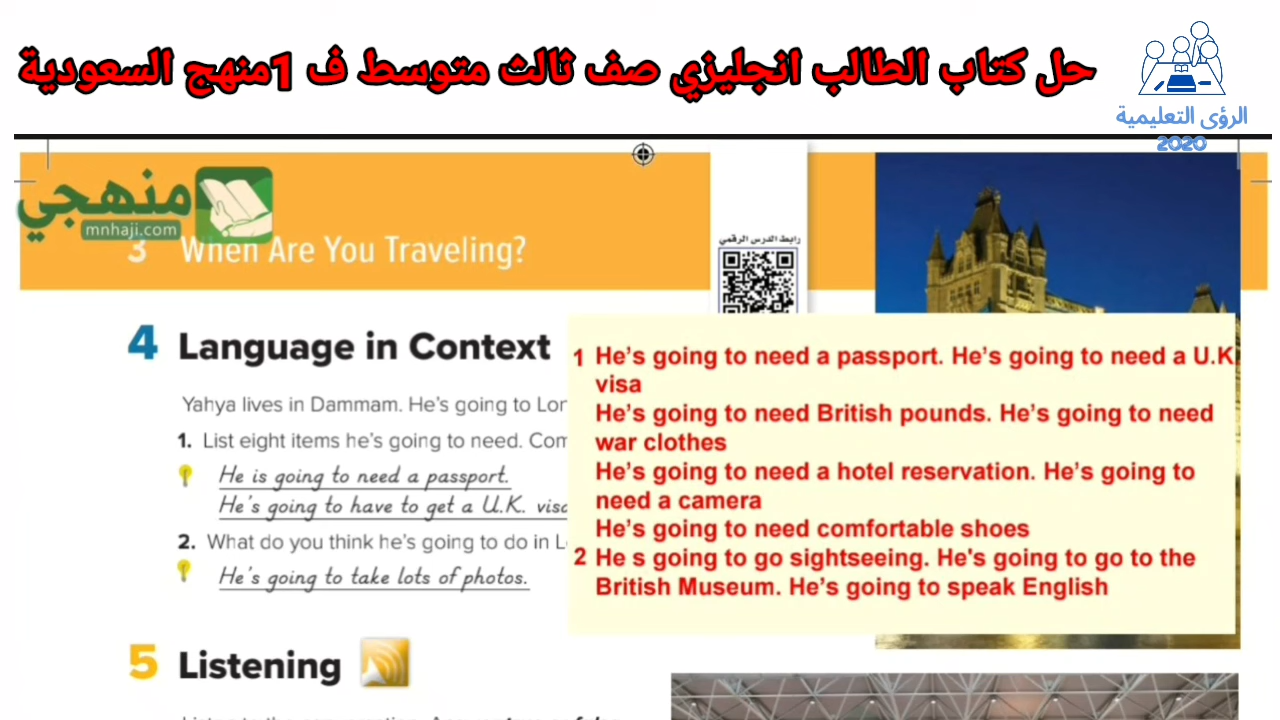 حل كتاب الطالب انجليزي صف ثالث متوسط ف 1منهج السعودية
الرؤى التعليمية
2020
منهجي
mnhaji.com
3 When Are You Traveling?
رابط الدرس الرقمي
4 Language in Context
Yahya lives in Dammam. He's going to
1. List eight items he's going to need.
He is going to need a passport.
He's going to have to get a U.K.
2. What do you think he's going to do in
He's going to take lots of photos.
1 He's going to need a passport. He's going to need a U.K
visa
He's going to need British pounds. He's going to need
war clothes
He's going to need a hotel reservation. He's going to
need a camera
He's going to need comfortable shoes
2 He s going to go sightseeing. He's going to go to the
British Museum. He's going to speak English
5 Listening